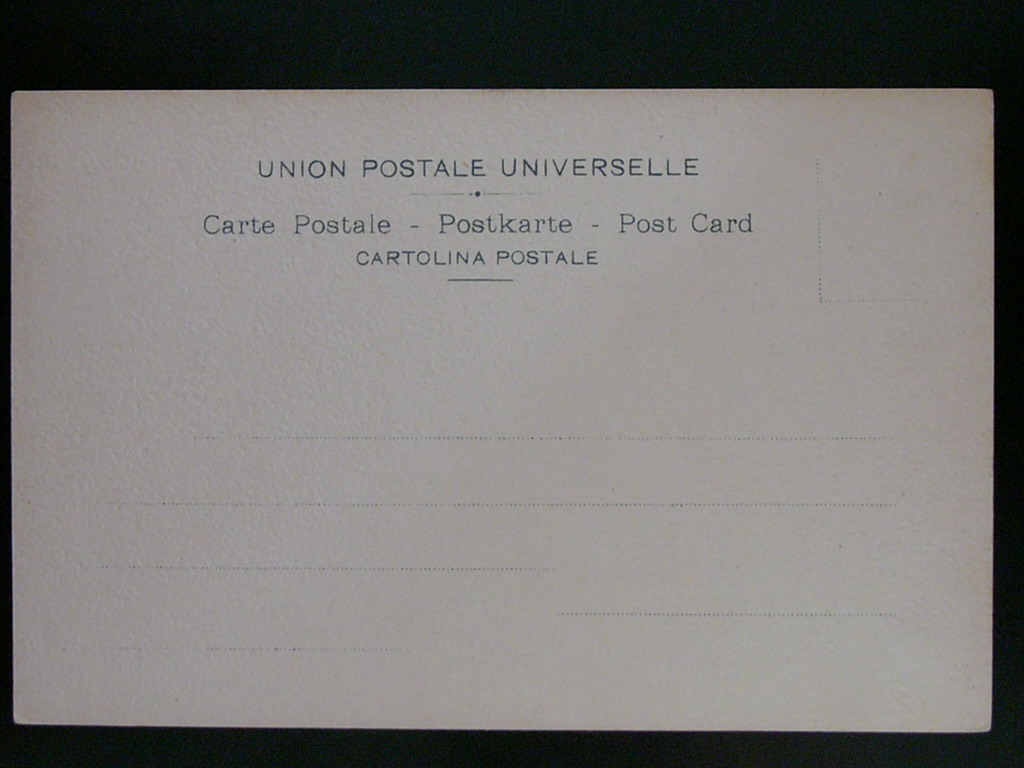 UNION POSTALE UNIVERSELLE
Carte Postale - Postkarte - Post Card
CARTOLINA POSTALE